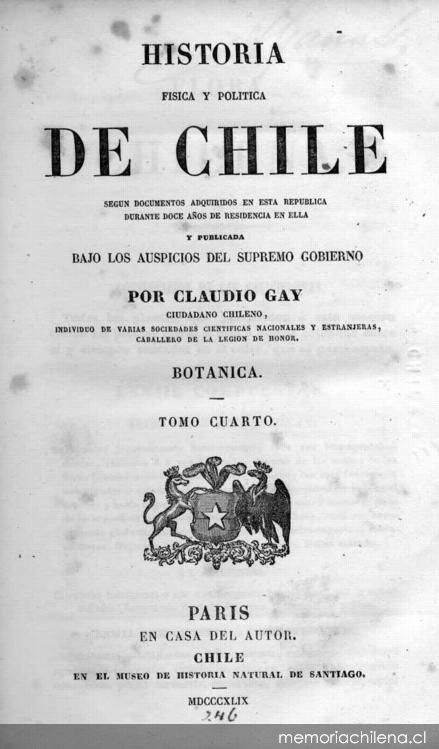 HISTORIA
FISICA Y POLITICA
DE CHILE
SEGUN DOCUMENTOS ADQUIRIDOS EN ESTA REPUBLICA
DURANTE DOCE AÑOS DE RESIDENCIA EN ELLA
Y PUBLICADA
BAJO LOS AUSPICIOS DEL SUPREMO GOBIERNO
POR CLAUDIO GAY
CIUDADANO CHILENO,
INDIVIDUO DE VARIAS SOCIEDADES CIENTIFICAS NACIONALES Y ESTRANJERAS,
CABALLERO DE LA LEGION DE HONOR.
BOTANICA.
TOMO CUARTO.
PARIS
EN CASA DEL AUTOR.
CHILE
EN EL MUSEO DE HISTORIA NATURAL DE SANTIAGO.
MDCCCXLIX
246
memoriachilena.cl